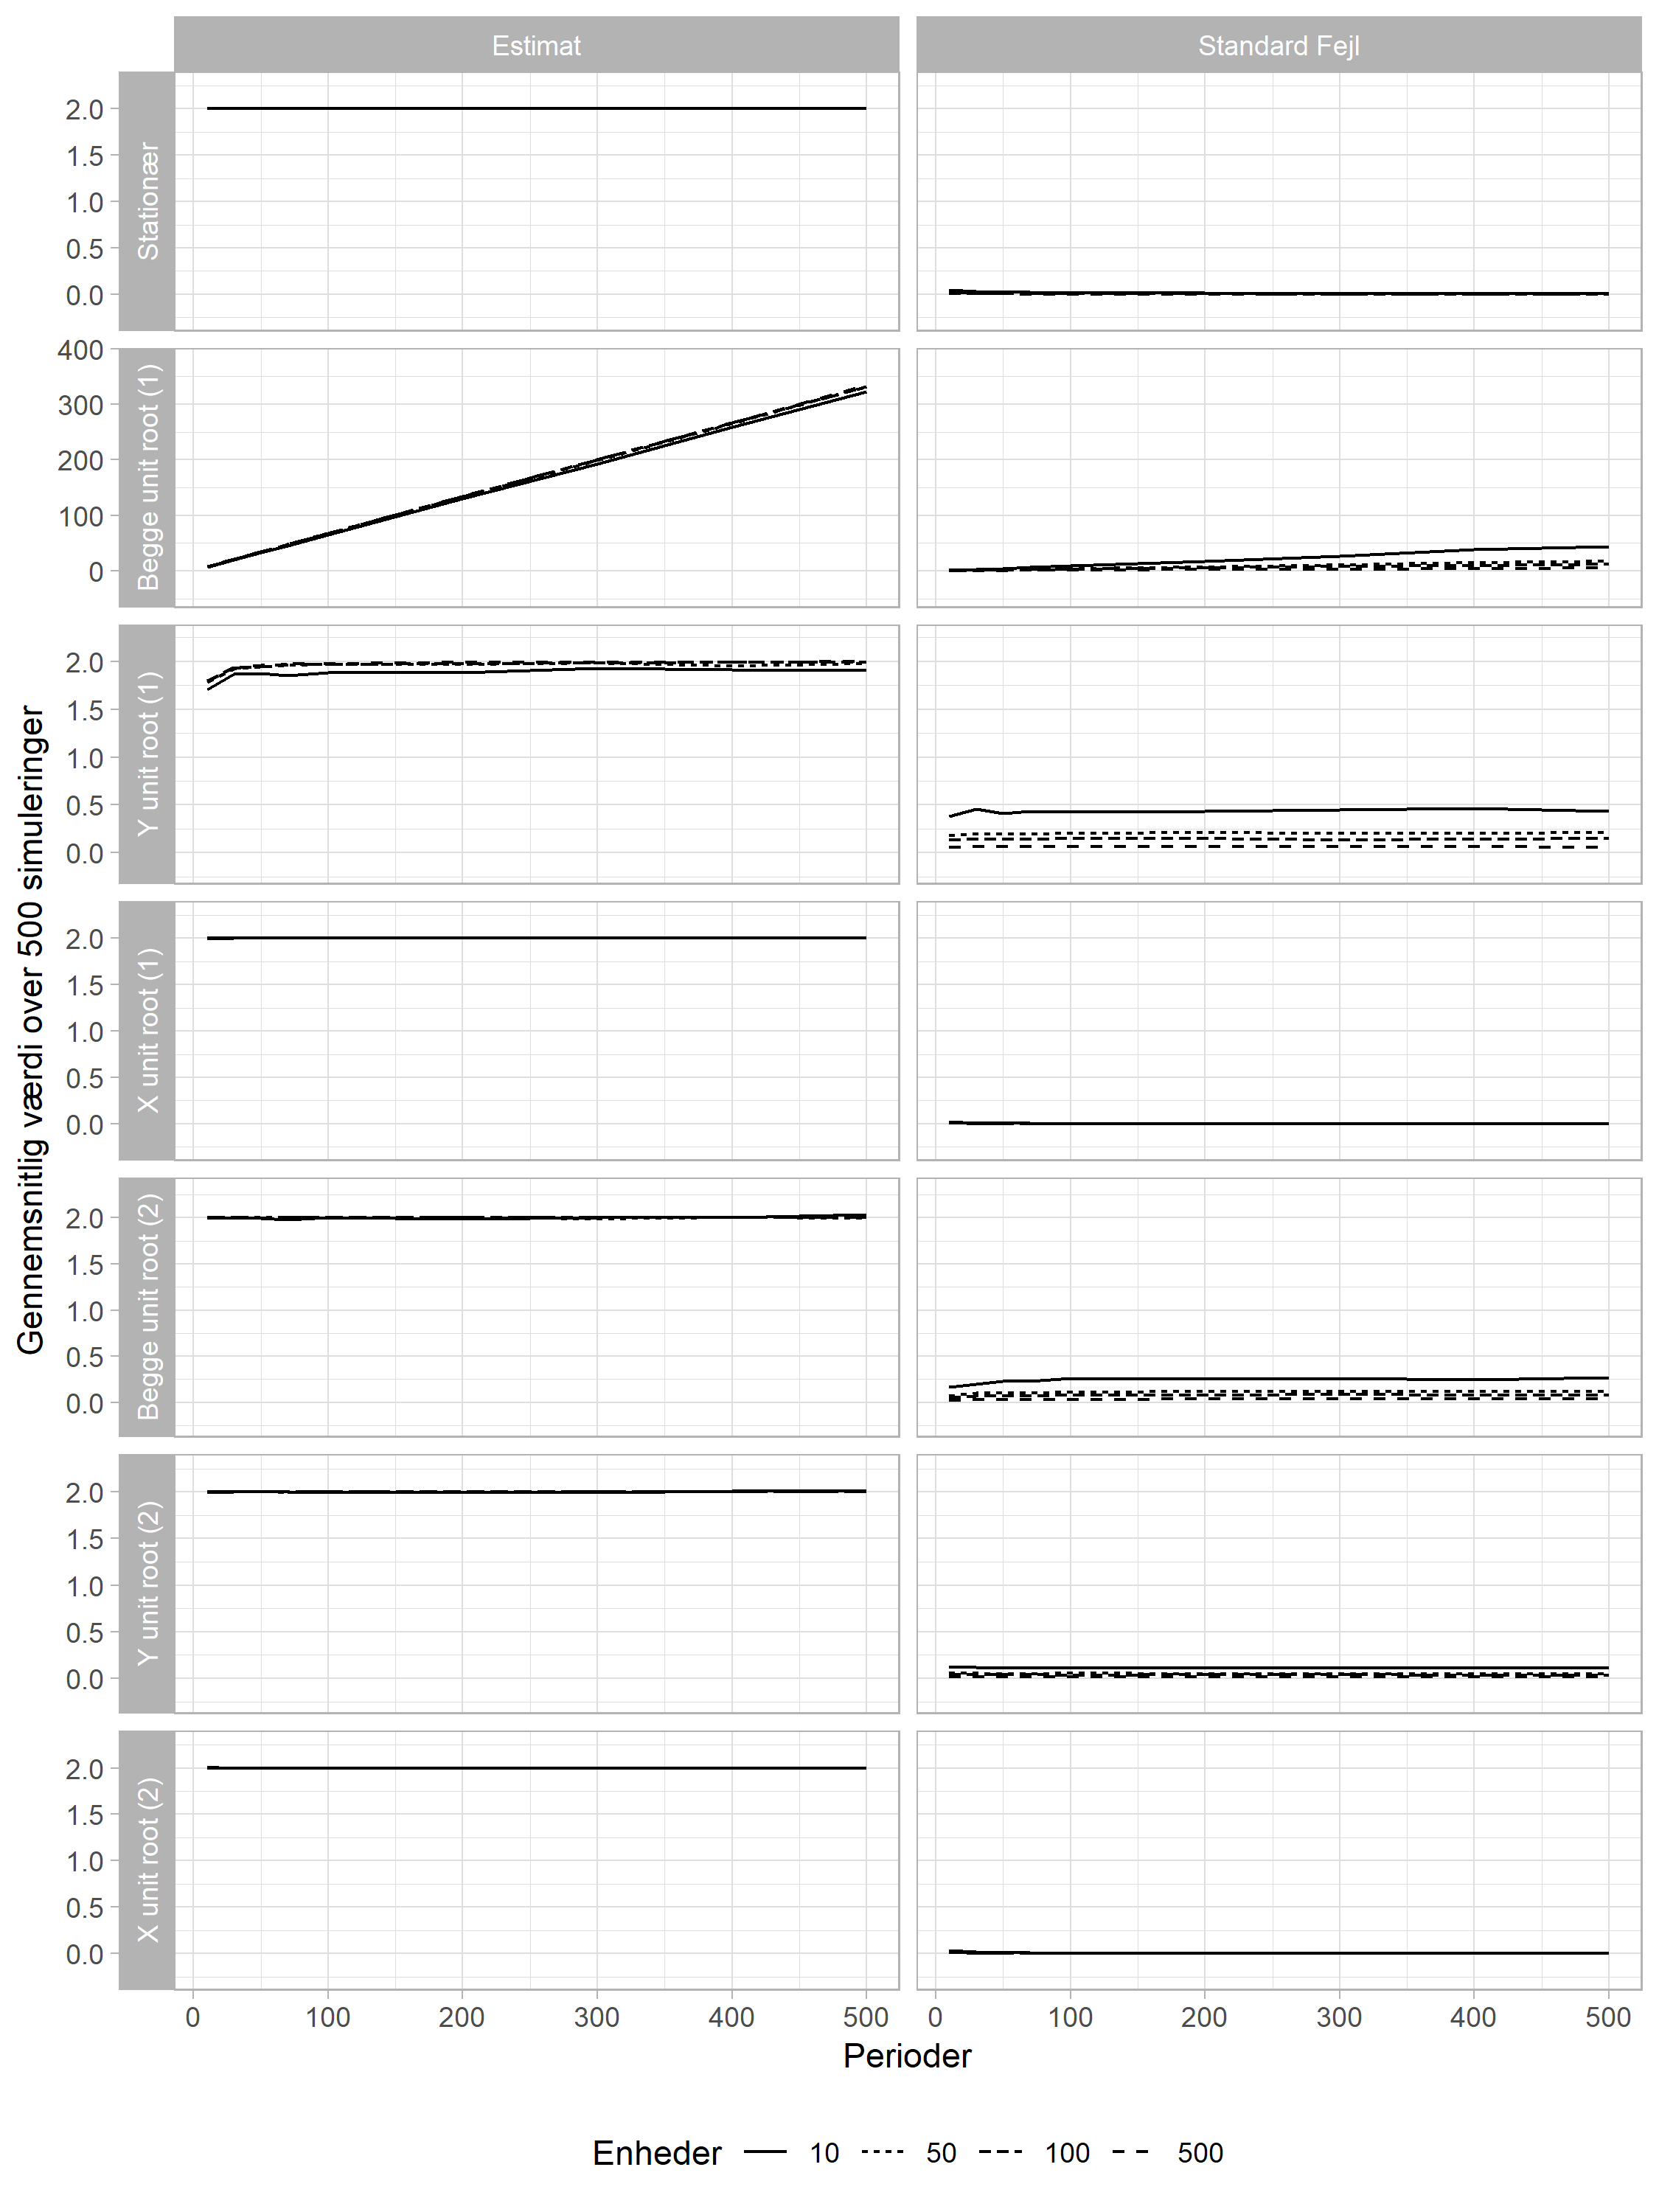 Estimat
Standard Fejl
Gennemsnitlig værdi over 500 simuleringer
Stationær
2.0
1.5
1.0
0.5
0.0
Begge unit root (1)
400
300
200
100
0
Y unit root (1)
2.0
1.5
1.0
0.5
0.0
X unit root (1)
2.0
1.5
1.0
0.5
0.0
Begge unit root (2)
2.0
1.5
1.0
0.5
0.0
Y unit root (2)
2.0
1.5
1.0
0.5
0.0
X unit root (2)
2.0
1.5
1.0
0.5
0.0
0 100 200 300 400 500
0 100 200 300 400 500
Perioder
Enheder 10 50 100 500